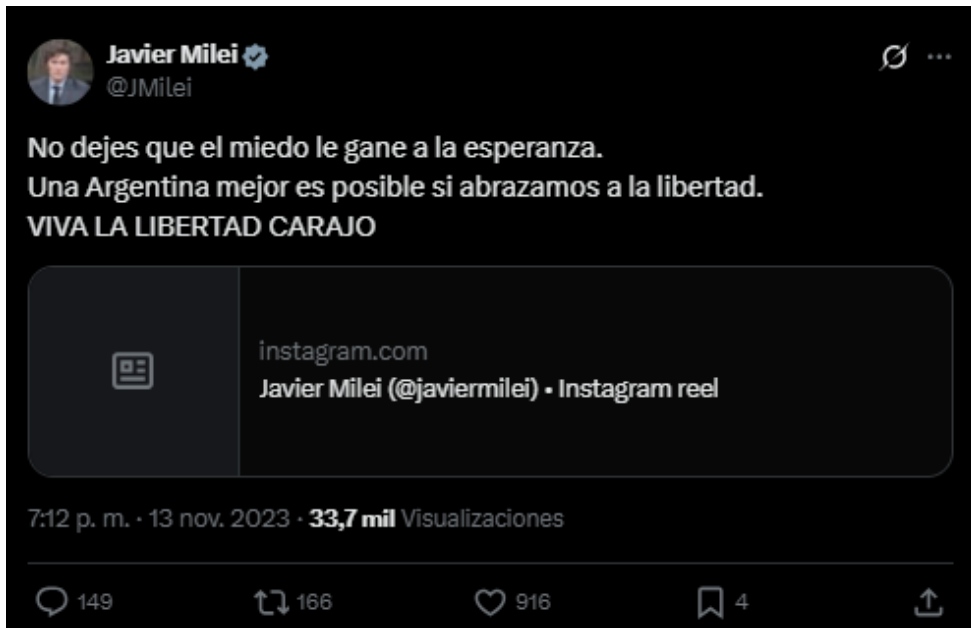 Javier Milei
@JMilei
No dejes que el miedo le gane a la esperanza.
Una Argentina mejor es posible si abrazamos a la libertad.
VIVA LA LIBERTAD CARAJO
instagram.com
Javier Milei (@javiermilei) • Instagram reel
7:12 p. m. · 13 nov. 2023 · 33,7 mil Visualizaciones
149 166 916 4